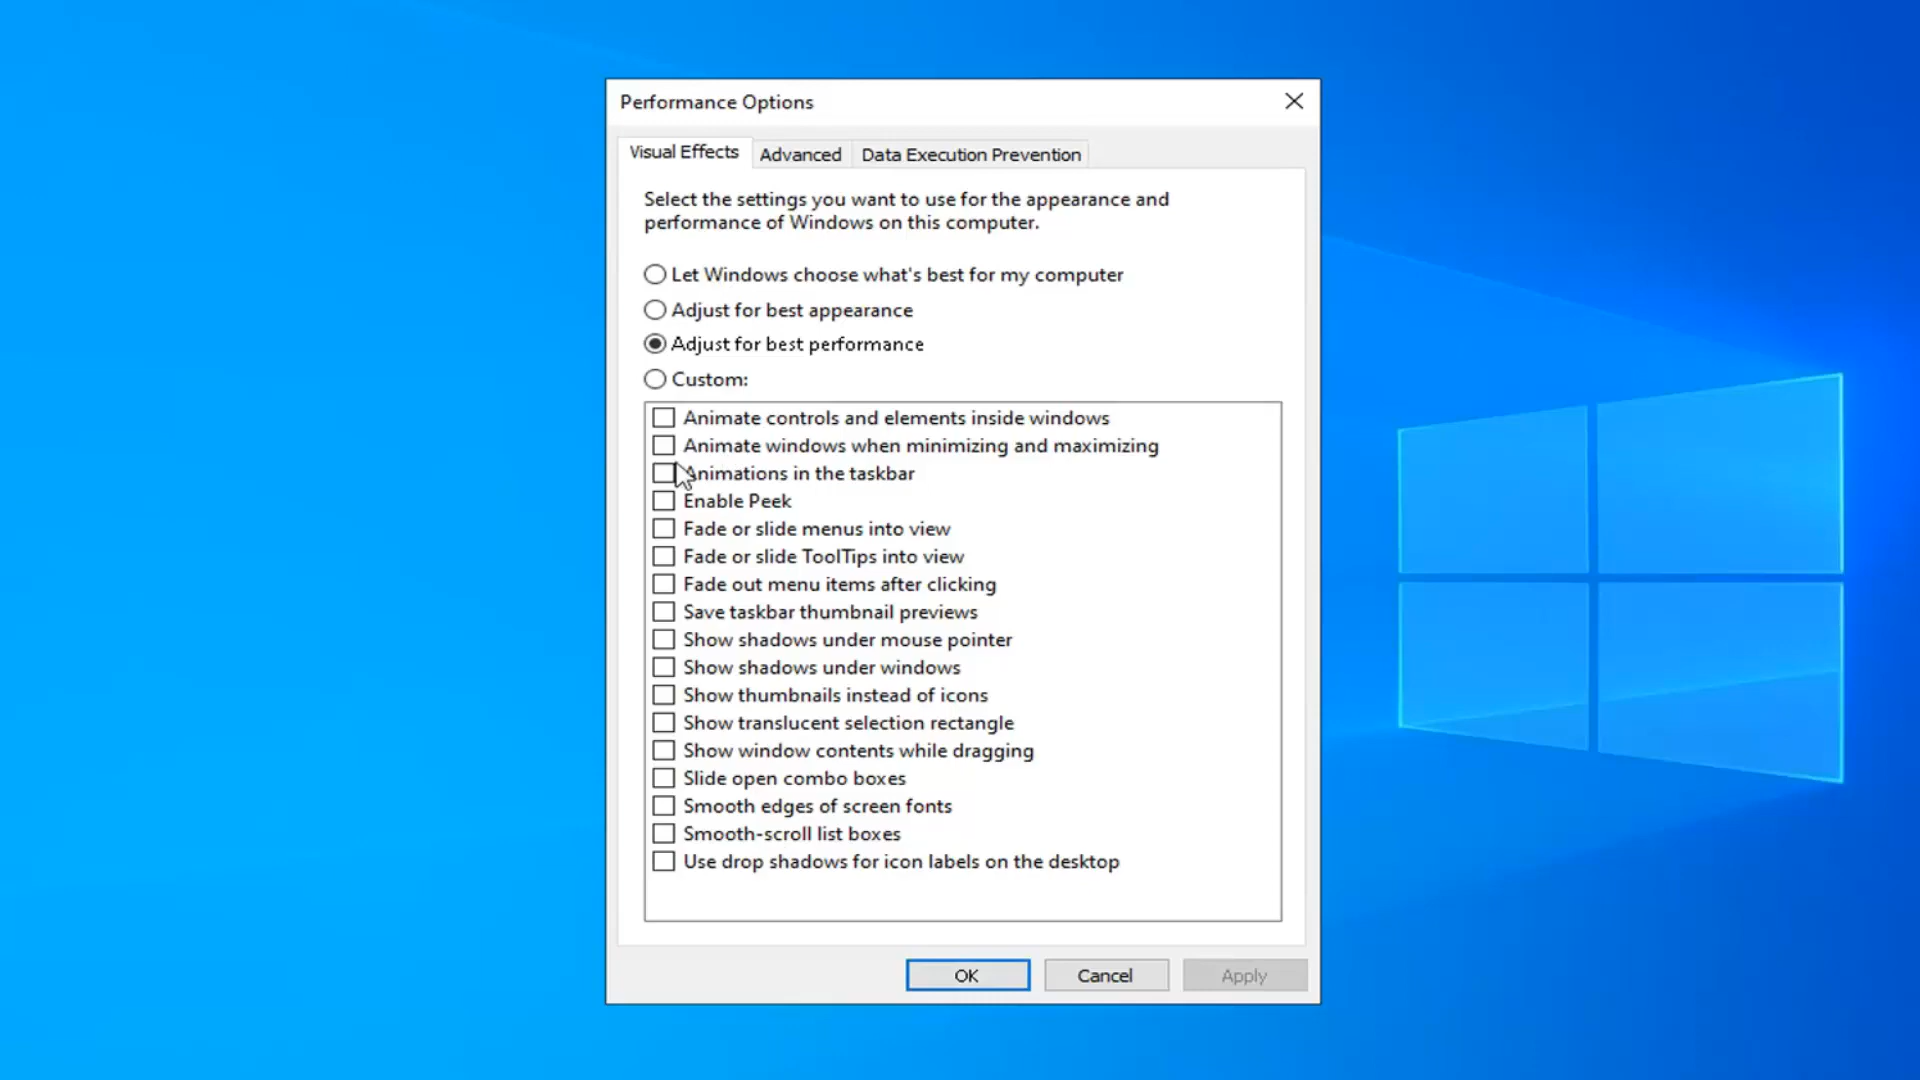 Performance Options
Visual Effects
Advanced
Data Execution Prevention
Select the settings you want to use for the appearance and
performance of Windows on this computer.
Let Windows choose what's best for my computer
Adjust for best appearance
Adjust for best performance
Custom:
Animate controls and elements inside windows
Animate windows when minimizing and maximizing
Animations in the taskbar
Enable Peek
Fade or slide menus into view
Fade or slide ToolTips into view
Fade out menu items after clicking
Save taskbar thumbnail previews
Show shadows under mouse pointer
Show shadows under windows
Show thumbnails instead of icons
Show translucent selection rectangle
Show window contents while dragging
Slide open combo boxes
Smooth edges of screen fonts
Smooth-scroll list boxes
Use drop shadows for icon labels on the desktop
OK
Cancel
Apply